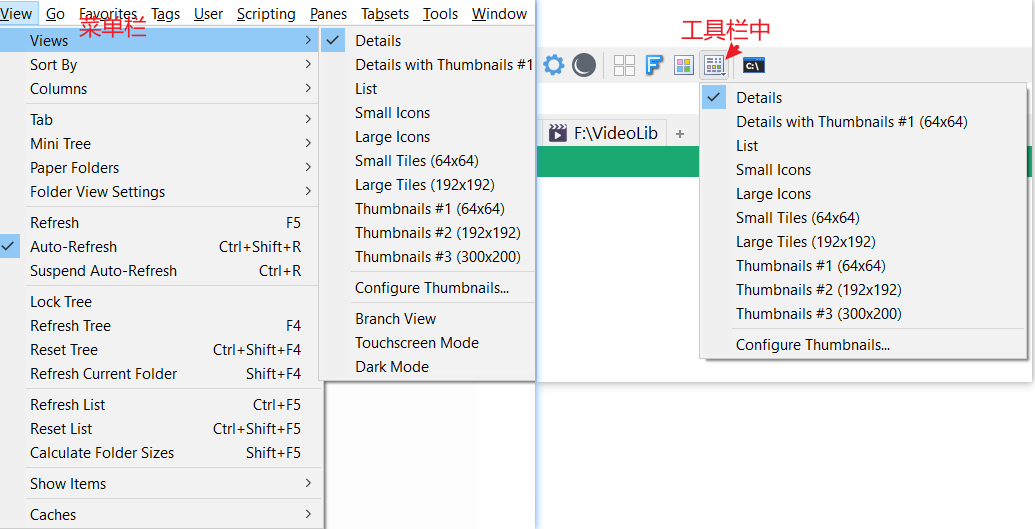 View Go Favorites Tags User Scripting Panes Tabsets Tools Window
菜单栏
Views
Sort By
Columns
Tab
Mini Tree
Paper Folders
Folder View Settings
Refresh F5
Auto-Refresh Ctrl+Shift+R
Suspend Auto-Refresh Ctrl+R
Lock Tree
Refresh Tree F4
Reset Tree Ctrl+Shift+F4
Refresh Current Folder Shift+F4
Refresh List Ctrl+F5
Reset List Ctrl+Shift+F5
Calculate Folder Sizes Shift+F5
Show Items
Caches
Details
Details with Thumbnails #1
List
Small Icons
Large Icons
Small Tiles (64x64)
Large Tiles (192x192)
Thumbnails #1 (64x64)
Thumbnails #2 (192x192)
Thumbnails #3 (300x200)
Configure Thumbnails...
Branch View
Touchscreen Mode
Dark Mode
工具栏中
C:\
F:\VideoLib +
Details
Details with Thumbnails #1 (64x64)
List
Small Icons
Large Icons
Small Tiles (64x64)
Large Tiles (192x192)
Thumbnails #1 (64x64)
Thumbnails #2 (192x192)
Thumbnails #3 (300x200)
Configure Thumbnails...